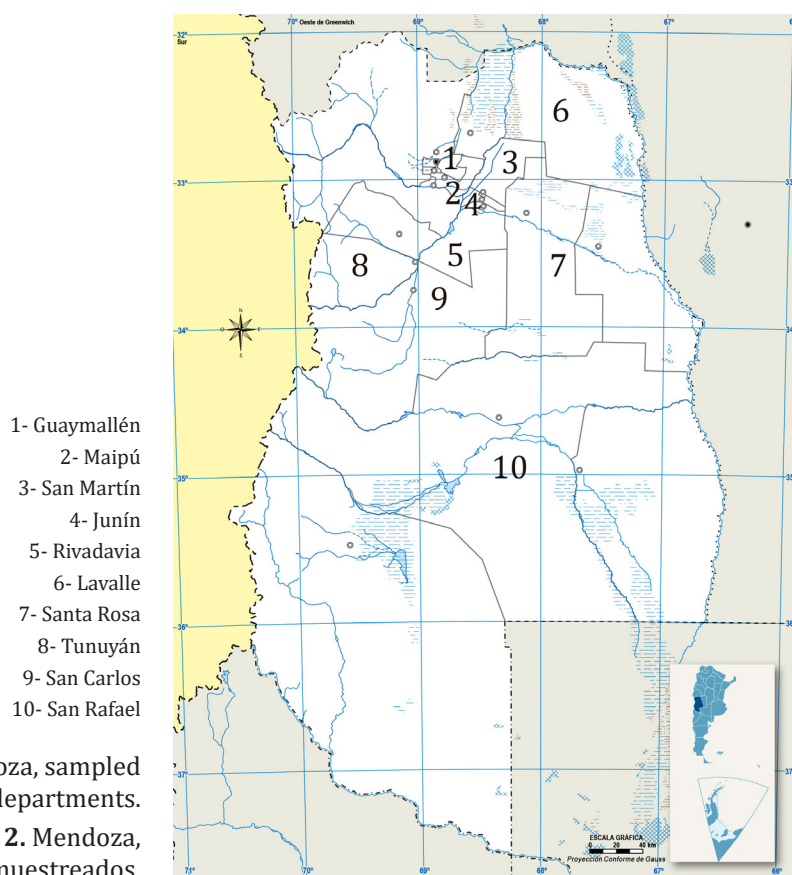 70° Oeste de Greenwich 69° 68° 67° 66
32°
Sur
6
1
3
33°
2
4
5
8
7
9
N
O E
S
34° 34°
1- Guaymallén
2- Maipú
3- San Martín
4- Junín
5- Rivadavia
6- Lavalle
7- Santa Rosa
8- Tunuyán
9- San Carlos
10- San Rafael
10
35°
36°
37°
oza, sampled
departments.
2. Mendoza,
muestreados.
ESCALA GRÁFICA
0 20 40 km
Proyección Conforme de Gauss
71° 70° 69° 68° 67° 66°